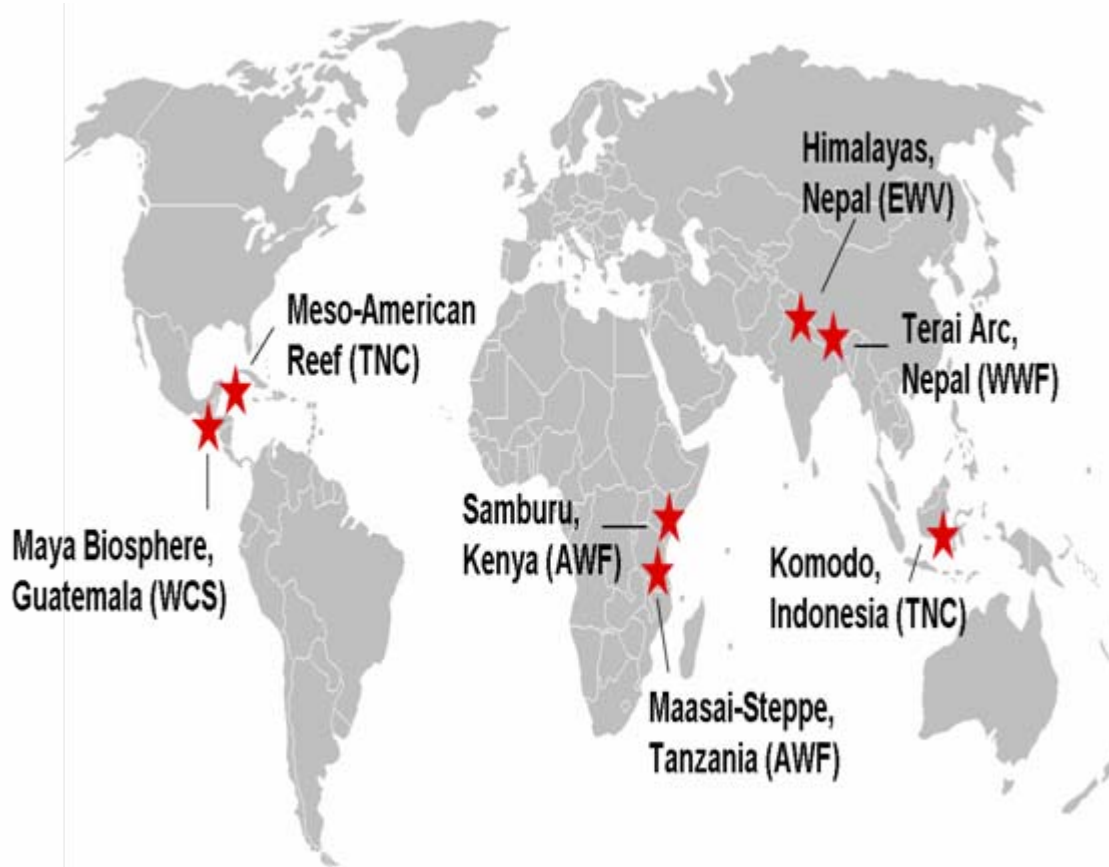 Himalayas,
Nepal (EWV)
Meso-American
Reef (TNC)
Terai Arc,
Nepal (WWF)
Samburu,
Kenya (AWF)
Maya Biosphere,
Guatemala (WCS)
Komodo,
Indonesia (TNC)
Maasai-Steppe,
Tanzania (AWF)